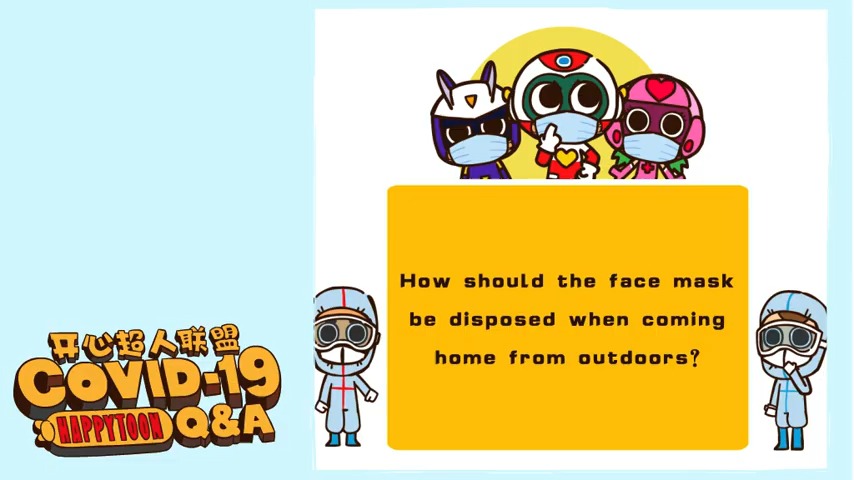 How should the face mask
be disposed when coming
home from outdoors?
开心超人联盟
COVID-19
HAPPYTOON Q&A